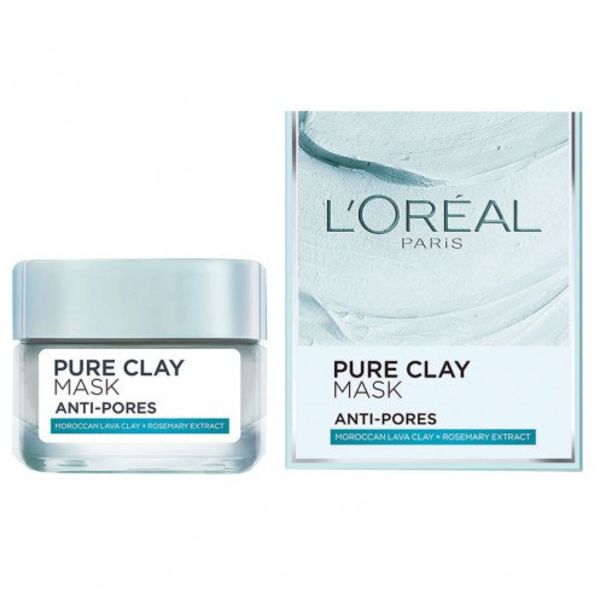 PURE CLAY
MASK
ANTI-PORES
MOROCCAN LAVA CLAY + ROSEMARY EXTRACT
L'ORÉAL
PARiS
PURE CLAY
MASK
ANTI-PORES
MOROCCAN LAVA CLAY + ROSEMARY EXTRACT